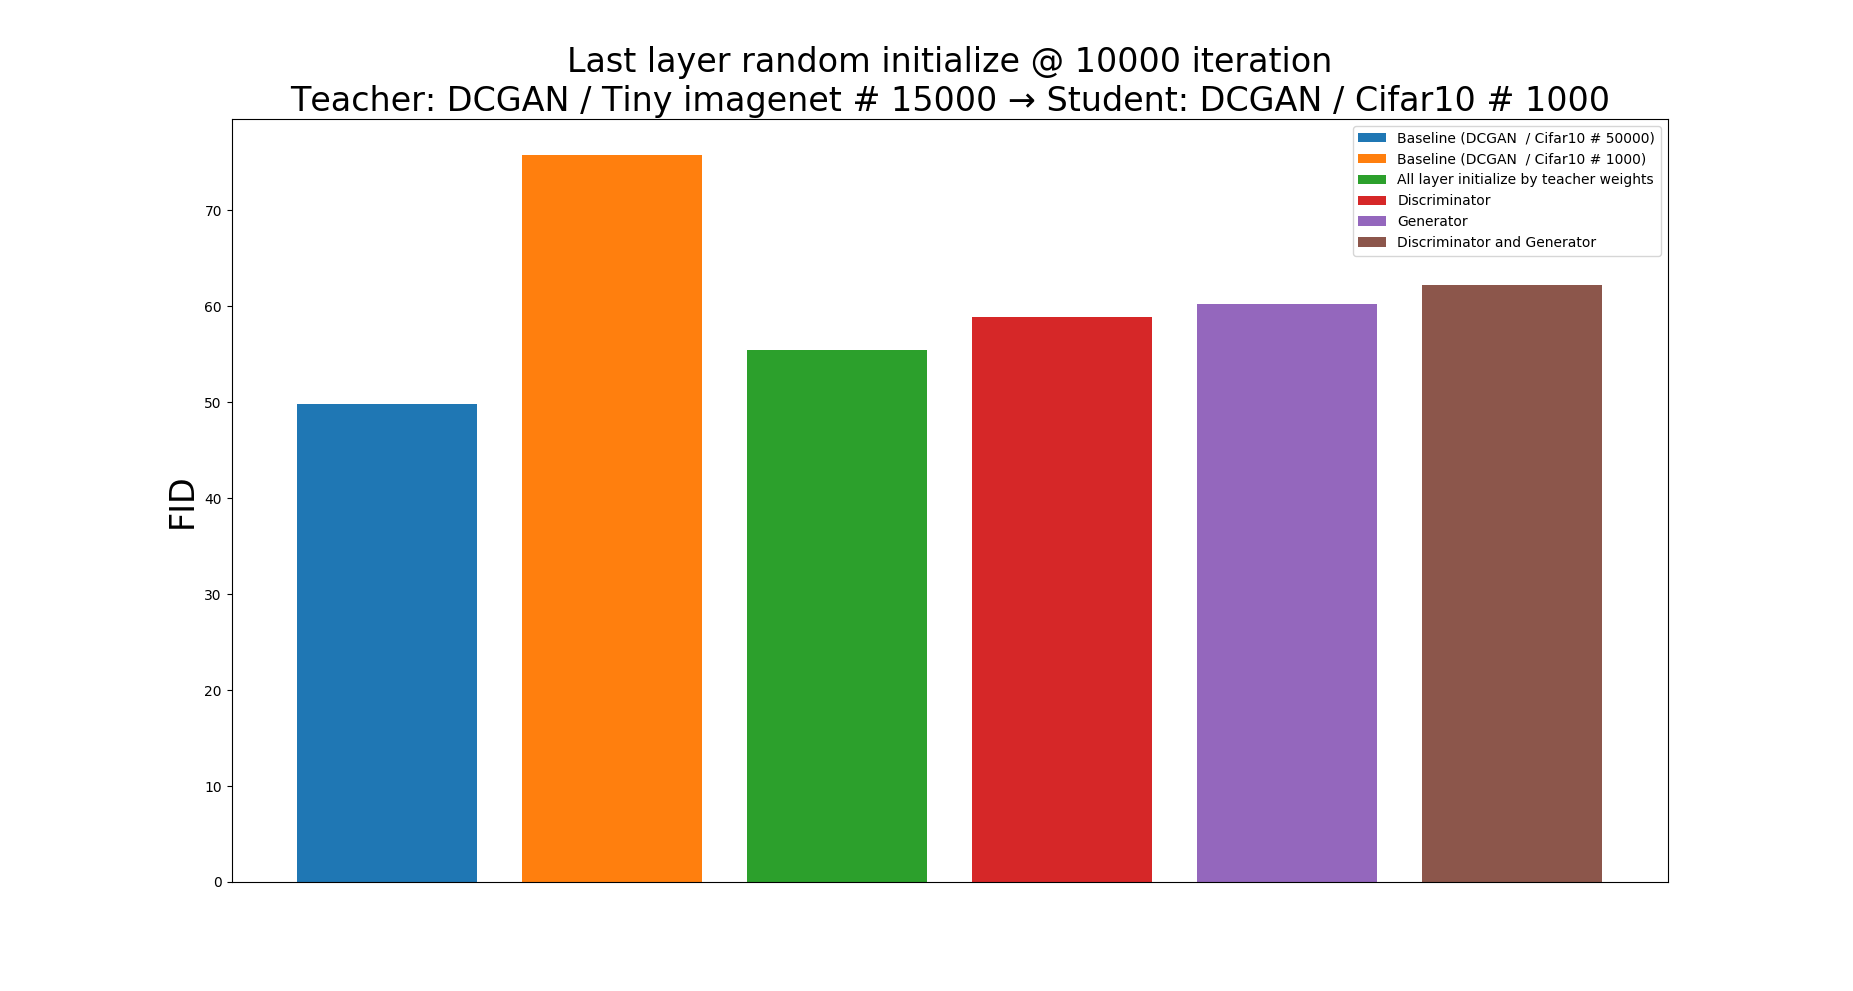 Last layer random initialize @ 10000 iteration
Teacher: DCGAN / Tiny imagenet # 15000 → Student: DCGAN / Cifar10 # 1000
Baseline (DCGAN  / Cifar10 # 50000)
Baseline (DCGAN  / Cifar10 # 1000)
All layer initialize by teacher weights
Discriminator
Generator
Discriminator and Generator
70
60
50
40
30
20
10
0
FID